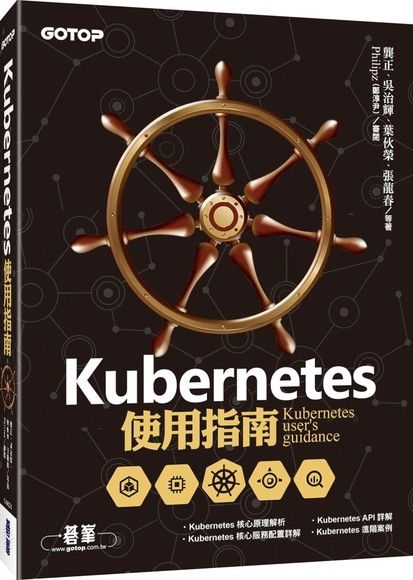 GOTOP
龔正、吳治輝、葉伙榮、張龍春／等著
Philipz（鄭淳尹）／審閱
Kubernetes
使用指南
Kubernetes
user's
guidance
• Kubernetes 核心原理解析
• Kubernetes 核心服務配置詳解
• Kubernetes API 詳解
• Kubernetes 進階案例
碁峯
www.gotop.com.tw
Kubernetes 使用指南